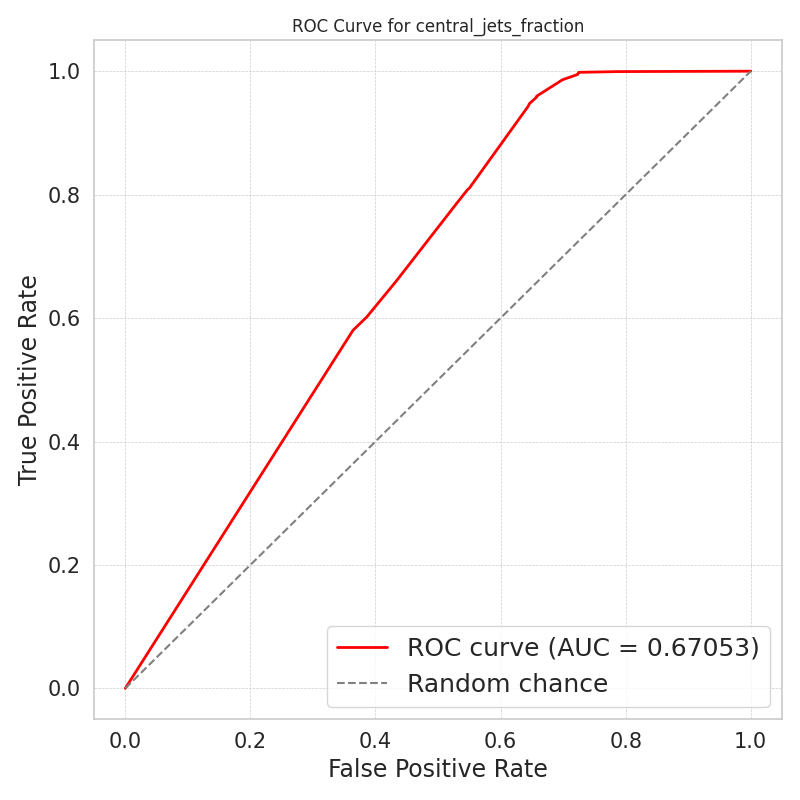 ROC Curve for central_jets_fraction
1.0
0.8
0.6
0.4
0.2
0.0
True Positive Rate
ROC curve (AUC = 0.67053)
Random chance
0.0 0.2 0.4 0.6 0.8 1.0
False Positive Rate